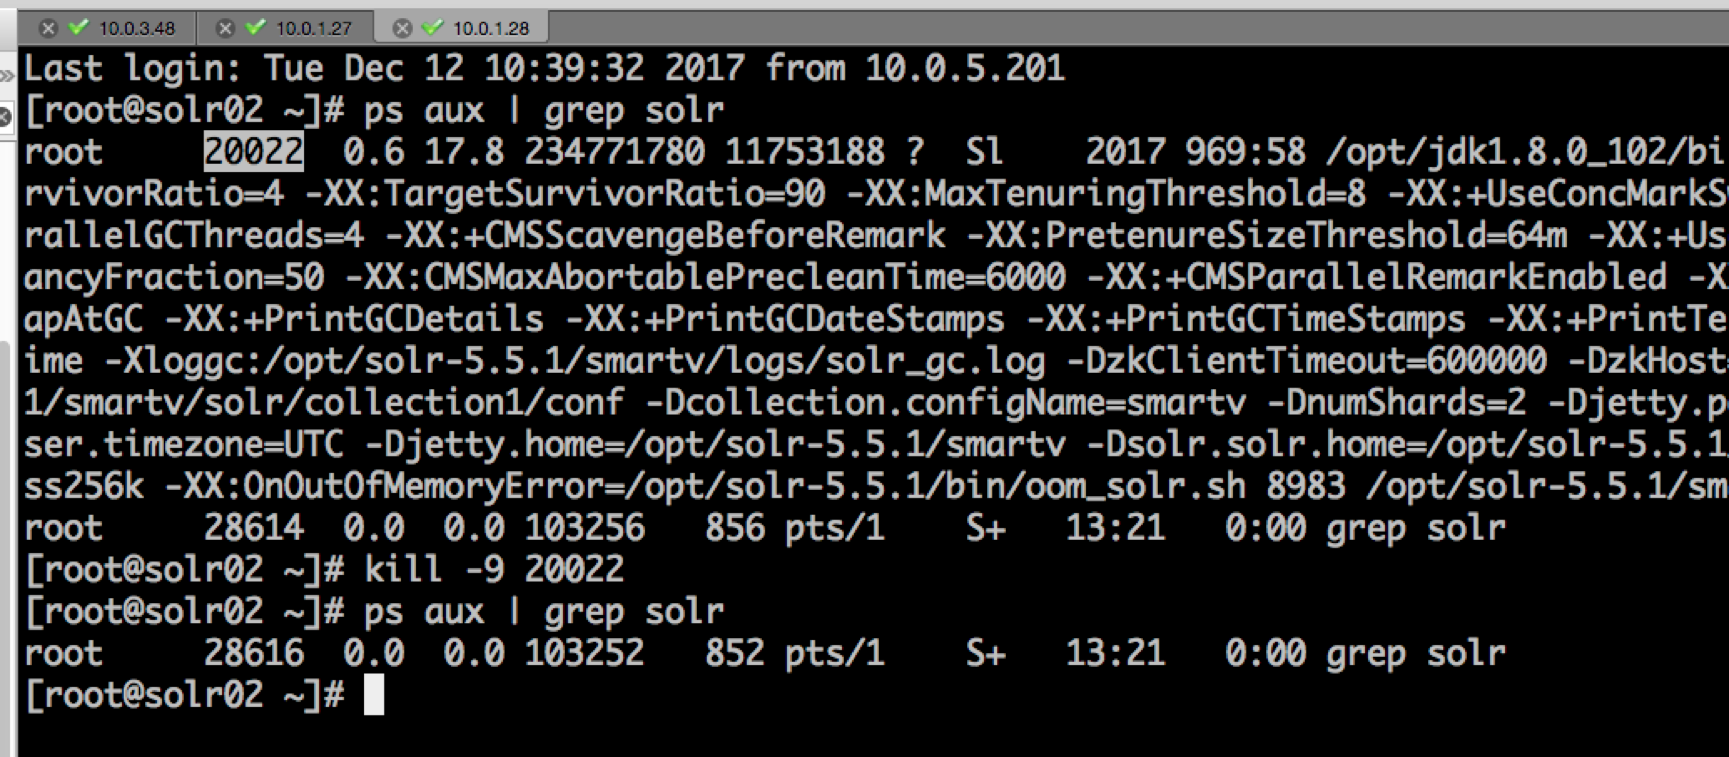 10.0.3.48 10.0.1.27 10.0.1.28
Last login: Tue Dec 12 10:39:32 2017 from 10.0.5.201
[root@solr02 ~]# ps aux | grep solr
root 20022 0.6 17.8 234771780 11753188 ? Sl 2017 969:58 /opt/jdk1.8.0_102/bi
rvivorRatio=4 -XX:TargetSurvivorRatio=90 -XX:MaxTenuringThreshold=8 -XX:+UseConcMarkSw
rallelGCThreads=4 -XX:+CMSScavengeBeforeRemark -XX:PretenureSizeThreshold=64m -XX:+Us
ancyFraction=50 -XX:CMSMaxAbortablePrecleanTime=6000 -XX:+CMSParallelRemarkEnabled -X
apAtGC -XX:+PrintGCDetails -XX:+PrintGCDateStamps -XX:+PrintGCTimeStamps -XX:+PrintTe
ime -Xloggc:/opt/solr-5.5.1/smartv/logs/solr_gc.log -DzkClientTimeout=600000 -DzkHost=
1/smartv/solr/collection1/conf -Dcollection.configName=smartv -DnumShards=2 -Djetty.po
ser.timezone=UTC -Djetty.home=/opt/solr-5.5.1/smartv -Dsolr.solr.home=/opt/solr-5.5.1/
ss256k -XX:OnOutOfMemoryError=/opt/solr-5.5.1/bin/oom_solr.sh 8983 /opt/solr-5.5.1/sm
root 28614 0.0 0.0 103256 856 pts/1 S+ 13:21 0:00 grep solr
[root@solr02 ~]# kill -9 20022
[root@solr02 ~]# ps aux | grep solr
root 28616 0.0 0.0 103252 852 pts/1 S+ 13:21 0:00 grep solr
[root@solr02 ~]#